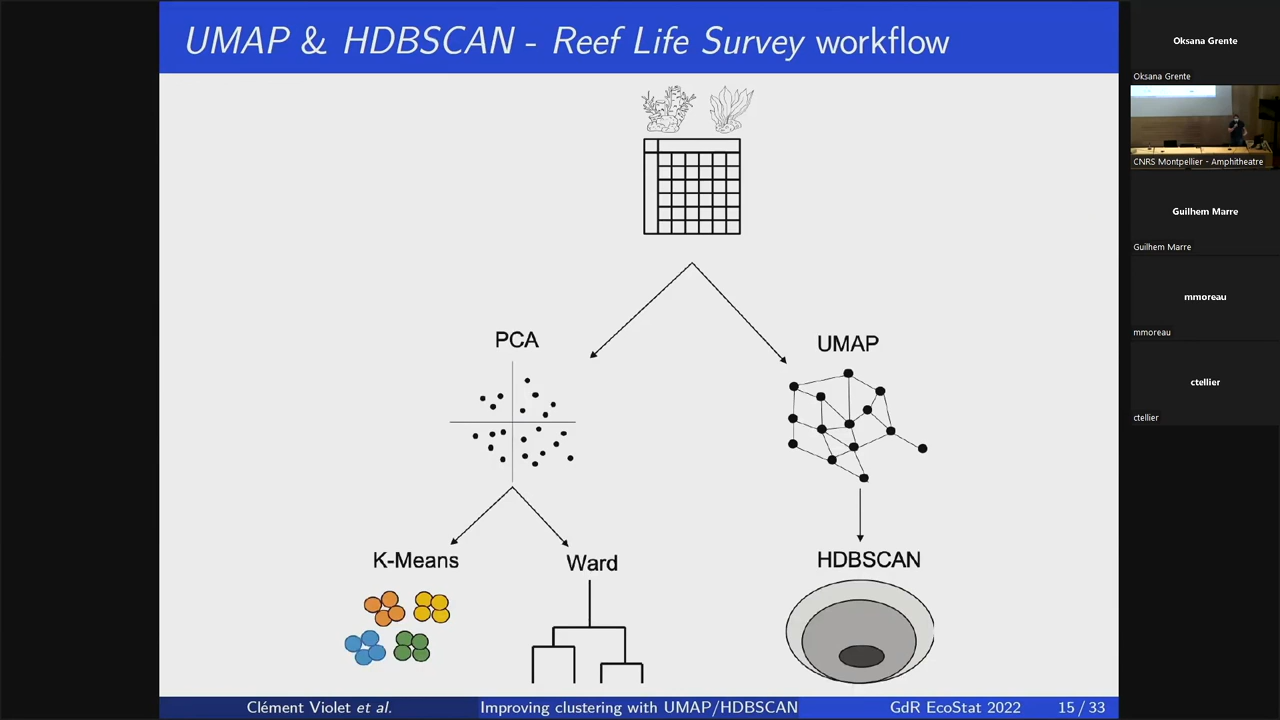 UMAP & HDBSCAN - Reef Life Survey workflow
PCA
UMAP
K-Means
Ward
HDBSCAN
Clément Violet et al.
Improving clustering with UMAP/HDBSCAN
GdR EcoStat 2022
15 / 33
Oksana Grente
Oksana Grente
CNRS Montpellier - Amphitheatre
Guilhem Marre
Guilhem Marre
mmoreau
mmoreau
ctellier
ctellier